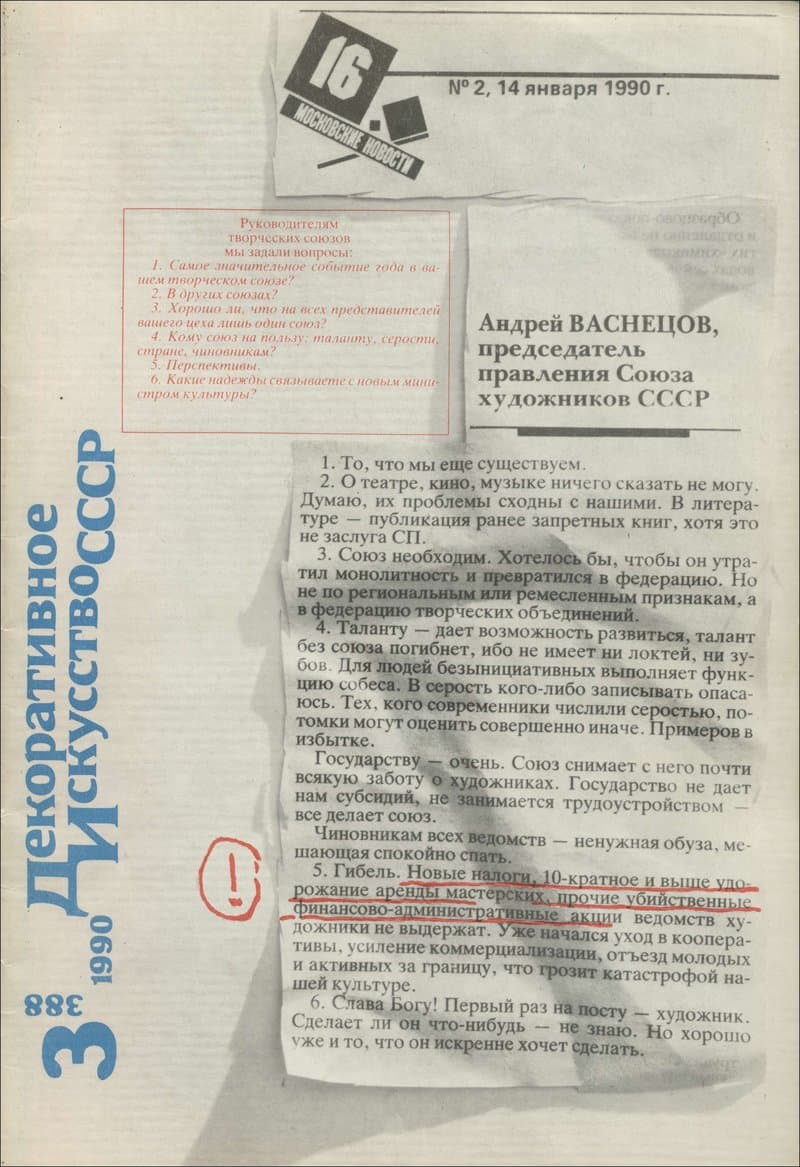 16
МОСКОВСКИЕ НОВОСТИ
№ 2, 14 января 1990 г.
Руководителям
творческих союзов
мы задали вопросы:
1. Самое значительное событие года в ва-
шем творческом союзе?
2. В других союзах?
3. Хорошо ли, что на всех представителей
вашего цеха лишь один союз?
4. Кому союз на пользу: таланту, серости,
стране, чиновникам?
5. Перспективы.
6. Какие надежды связываете с новым мини-
стром культуры?
Андрей ВАСНЕЦОВ,
председатель
правления Союза
художников СССР
1. То, что мы еще существуем.
2. О театре, кино, музыке ничего сказать не могу.
Думаю, их проблемы сходны с нашими. В литера-
туре — публикация ранее запретных книг, хотя это
не заслуга СП.
3. Союз необходим. Хотелось бы, чтобы он утра-
тил монолитность и превратился в федерацию. Но
не по региональным или ремесленным признакам, а
в федерацию творческих объединений.
4. Таланту — дает возможность развиться, талант
без союза погибнет, ибо не имеет ни локтей, ни зу-
бов. Для людей безынициативных выполняет функ-
цию собеса. В серость кого-либо записывать опаса-
юсь. Тех, кого современники числили серостью, по-
томки могут оценить совершенно иначе. Примеров в
избытке.
Государству — очень. Союз снимает с него почти
всякую заботу о художниках. Государство не дает
нам субсидий, не занимается трудоустройством —
все делает союз.
Чиновникам всех ведомств — ненужная обуза, ме-
шающая спокойно спать.
5. Гибель. Новые налоги, 10-кратное и выше удо-
рожание аренды мастерских, прочие убийственные
финансово-административные акции ведомств ху-
дожники не выдержат. Уже начался уход в коопера-
тивы, усиление коммерциализации, отъезд молодых
и активных за границу, что грозит катастрофой на-
шей культуре.
6. Слава Богу! Первый раз на посту — художник.
Сделает ли он что-нибудь — не знаю. Но хорошо
уже и то, что он искренне хочет сделать.
!
Декоративное
Искусство СССР
3 1990
388